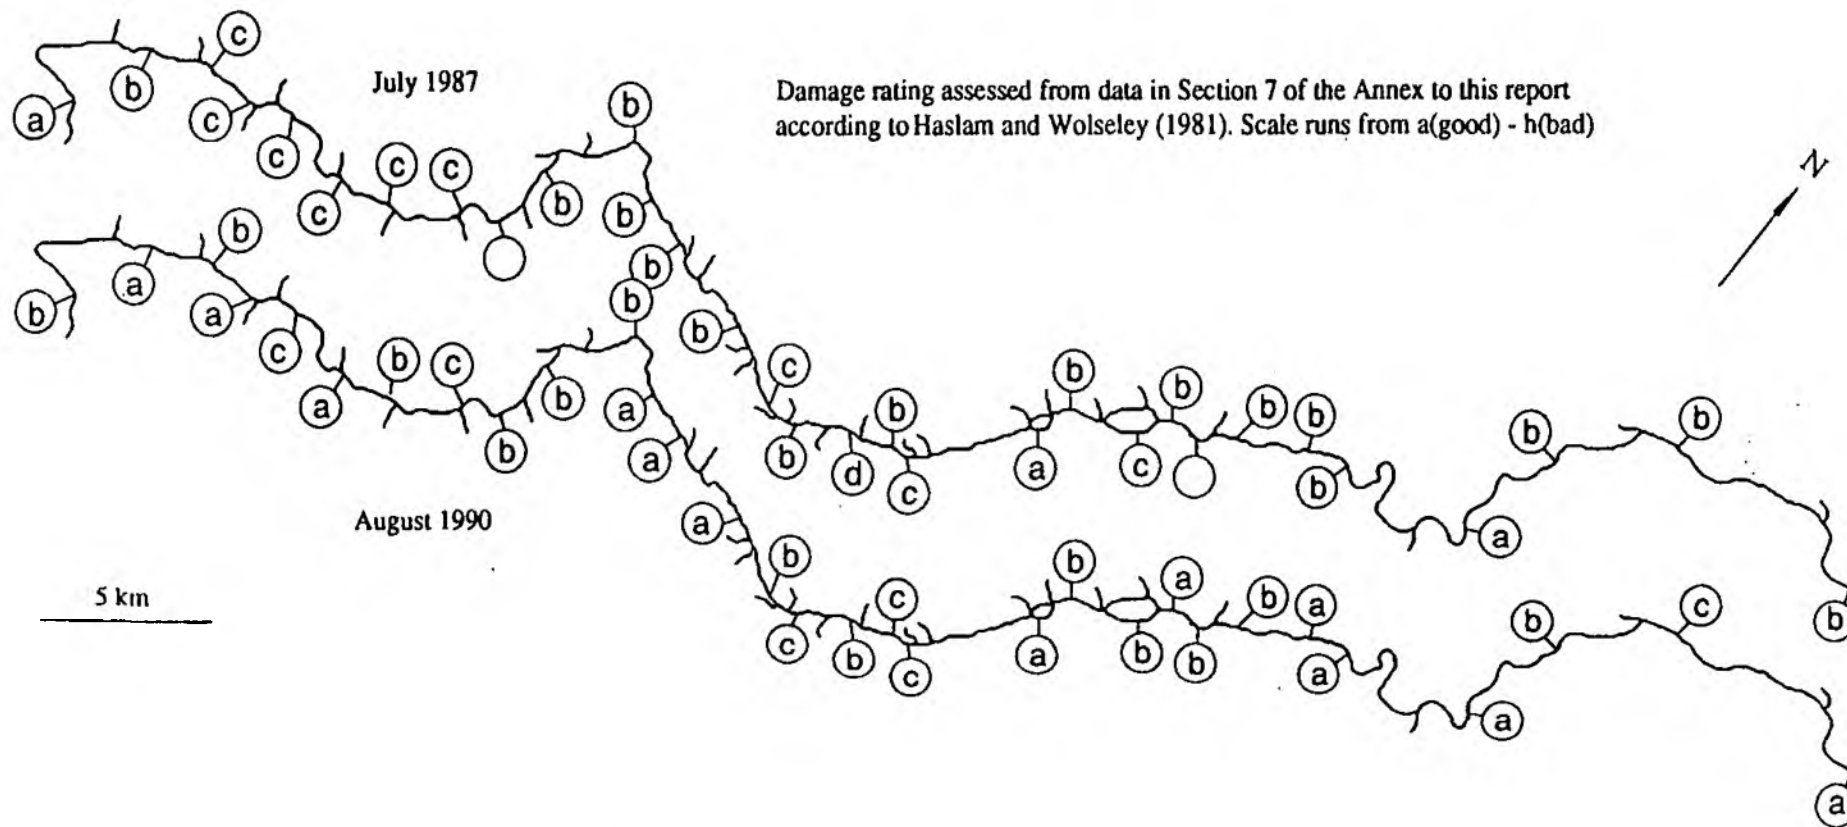 July 1987
Damage rating assessed from data in Section 7 of the Annex to this report
according to Haslam and Wolseley (1981). Scale runs from a(good) - h(bad)
N
a
b
c
c
c
c
c
c
b
b
b
b
b
c
b
d
b
c
a
b
c
b
b
b
b
a
b
b
b
August 1990
5 km
b
a
b
a
c
a
b
c
b
b
b
a
a
a
b
c
b
c
c
a
b
b
a
b
b
a
a
a
b
c
a